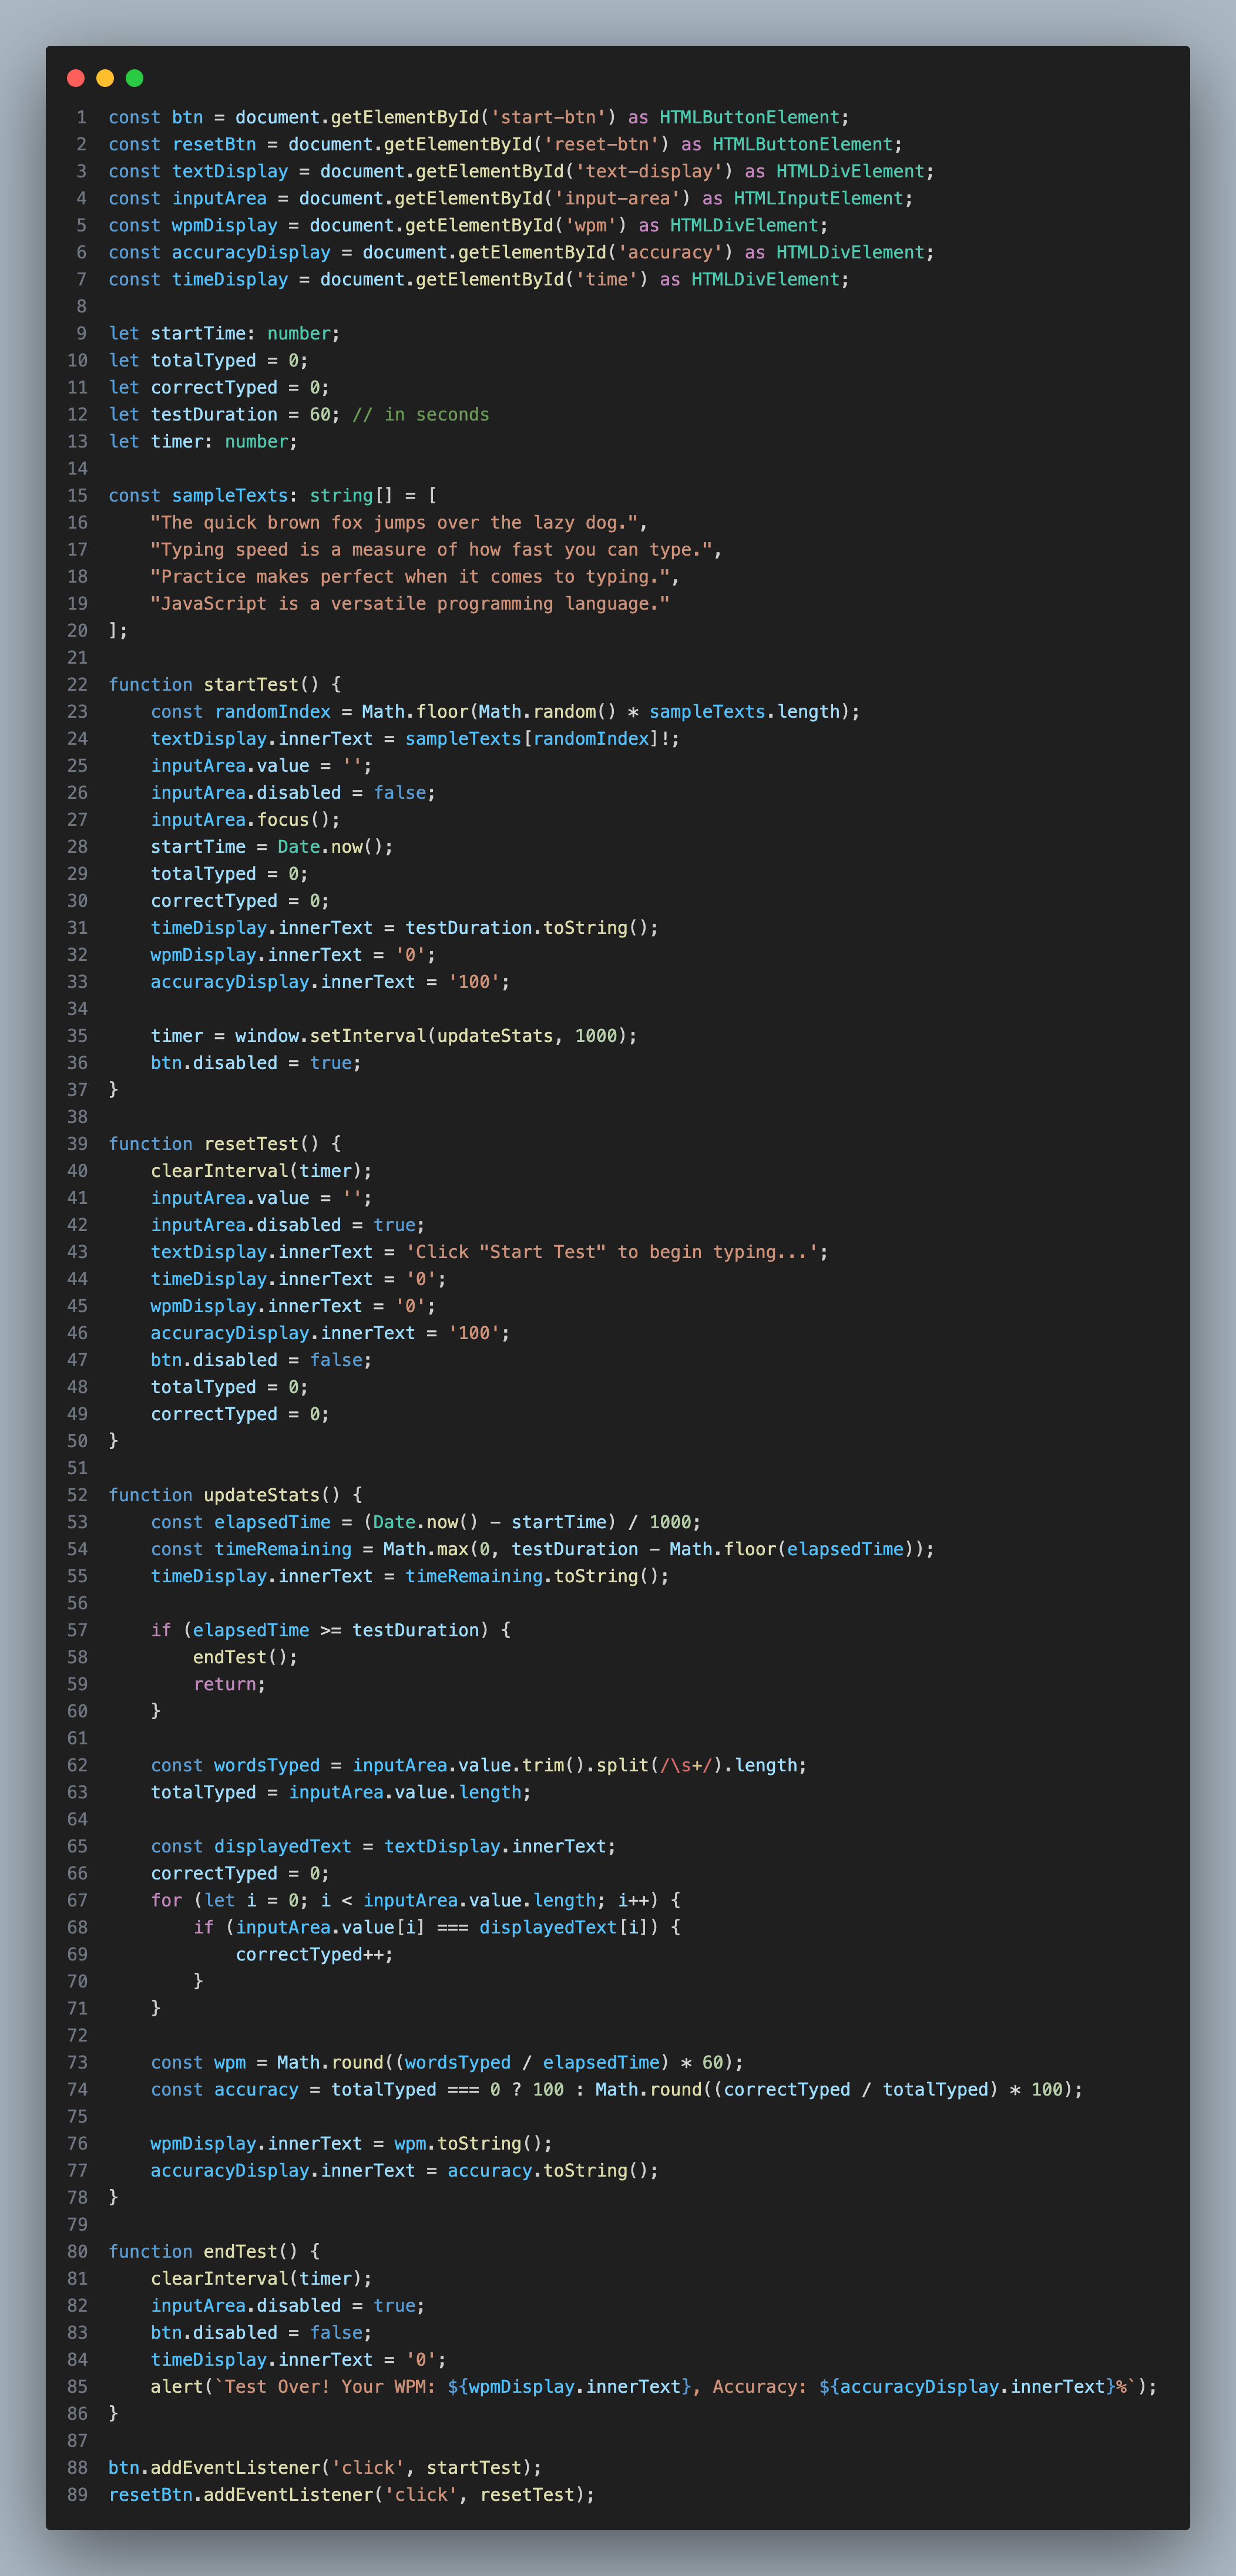 1 const btn = document.getElementById('start-btn') as HTMLButtonElement;
2 const resetBtn = document.getElementById('reset-btn') as HTMLButtonElement;
3 const textDisplay = document.getElementById('text-display') as HTMLDivElement;
4 const inputArea = document.getElementById('input-area') as HTMLInputElement;
5 const wpmDisplay = document.getElementById('wpm') as HTMLDivElement;
6 const accuracyDisplay = document.getElementById('accuracy') as HTMLDivElement;
7 const timeDisplay = document.getElementById('time') as HTMLDivElement;
8
9 let startTime: number;
10 let totalTyped = 0;
11 let correctTyped = 0;
12 let testDuration = 60; // in seconds
13 let timer: number;
14
15 const sampleTexts: string[] = [
16     "The quick brown fox jumps over the lazy dog.",
17     "Typing speed is a measure of how fast you can type.",
18     "Practice makes perfect when it comes to typing.",
19     "JavaScript is a versatile programming language."
20 ];
21
22 function startTest() {
23     const randomIndex = Math.floor(Math.random() * sampleTexts.length);
24     textDisplay.innerText = sampleTexts[randomIndex]!;
25     inputArea.value = '';
26     inputArea.disabled = false;
27     inputArea.focus();
28     startTime = Date.now();
29     totalTyped = 0;
30     correctTyped = 0;
31     timeDisplay.innerText = testDuration.toString();
32     wpmDisplay.innerText = '0';
33     accuracyDisplay.innerText = '100';
34
35     timer = window.setInterval(updateStats, 1000);
36     btn.disabled = true;
37 }
38
39 function resetTest() {
40     clearInterval(timer);
41     inputArea.value = '';
42     inputArea.disabled = true;
43     textDisplay.innerText = 'Click "Start Test" to begin typing...';
44     timeDisplay.innerText = '0';
45     wpmDisplay.innerText = '0';
46     accuracyDisplay.innerText = '100';
47     btn.disabled = false;
48     totalTyped = 0;
49     correctTyped = 0;
50 }
51
52 function updateStats() {
53     const elapsedTime = (Date.now() - startTime) / 1000;
54     const timeRemaining = Math.max(0, testDuration - Math.floor(elapsedTime));
55     timeDisplay.innerText = timeRemaining.toString();
56
57     if (elapsedTime >= testDuration) {
58         endTest();
59         return;
60     }
61
62     const wordsTyped = inputArea.value.trim().split(/\s+/).length;
63     totalTyped = inputArea.value.length;
64
65     const displayedText = textDisplay.innerText;
66     correctTyped = 0;
67     for (let i = 0; i < inputArea.value.length; i++) {
68         if (inputArea.value[i] === displayedText[i]) {
69             correctTyped++;
70         }
71     }
72
73     const wpm = Math.round((wordsTyped / elapsedTime) * 60);
74     const accuracy = totalTyped === 0 ? 100 : Math.round((correctTyped / totalTyped) * 100);
75
76     wpmDisplay.innerText = wpm.toString();
77     accuracyDisplay.innerText = accuracy.toString();
78 }
79
80 function endTest() {
81     clearInterval(timer);
82     inputArea.disabled = true;
83     btn.disabled = false;
84     timeDisplay.innerText = '0';
85     alert(`Test Over! Your WPM: ${wpmDisplay.innerText}, Accuracy: ${accuracyDisplay.innerText}%`);
86 }
87
88 btn.addEventListener('click', startTest);
89 resetBtn.addEventListener('click', resetTest);